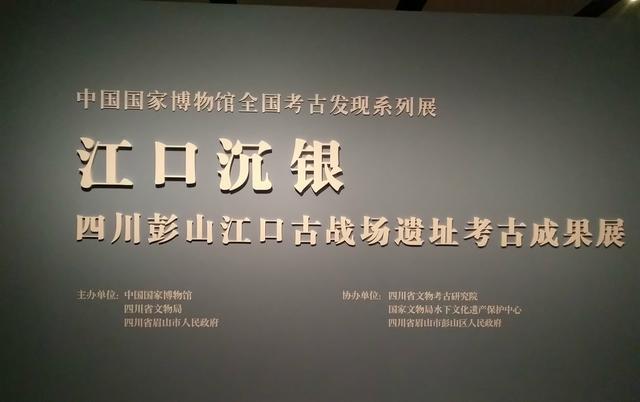 中国国家博物馆全国考古发现系列展
江口沉银
四川彭山江口古战场遗址考古成果展
主办单位：中国国家博物馆
四川省文物局
四川省眉山市人民政府
协办单位：四川省文物考古研究院
国家文物局水下文化遗产保护中心
四川省眉山市彭山区人民政府